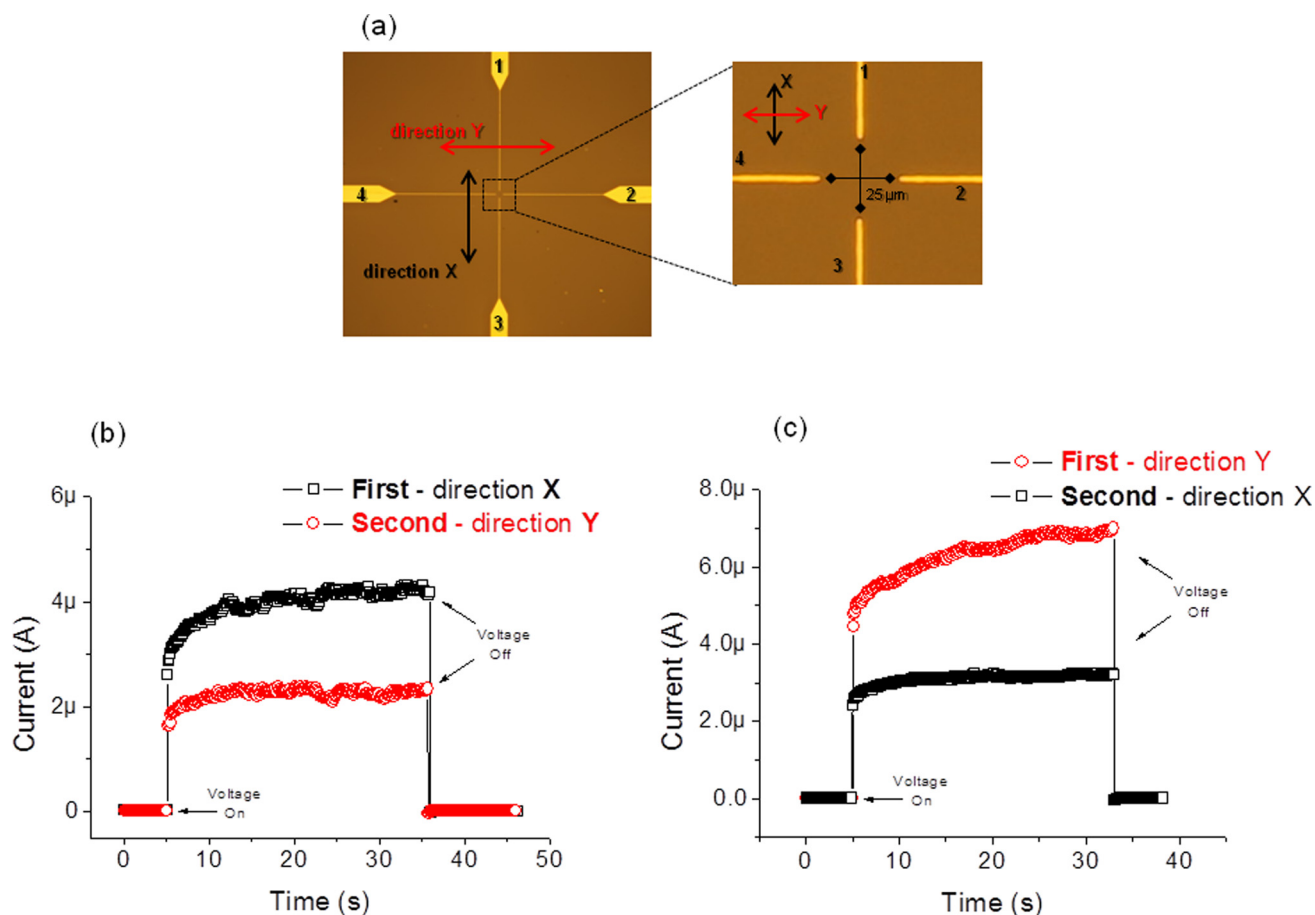 (a)
1
direction Y
4
2
direction X
3
1
X
Y
4
25 μm
2
3
(b)
First - direction X
Second - direction Y
6μ
4μ
2μ
0
Current (A)
Voltage
Off
Voltage
On
0 10 20 30 40 50
Time (s)
(c)
First - direction Y
Second - direction X
8.0μ
6.0μ
4.0μ
2.0μ
0.0
Current (A)
Voltage
Off
Voltage
On
0 10 20 30 40
Time (s)